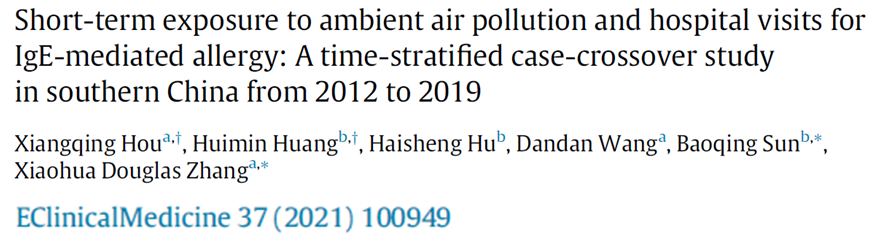 Short-term exposure to ambient air pollution and hospital visits for
IgE-mediated allergy: A time-stratified case-crossover study
in southern China from 2012 to 2019
Xiangqing Houa,†, Huimin Huangb,†, Haisheng Hub, Dandan Wanga, Baoqing Sunb,*,
Xiaohua Douglas Zhanga,*
EClinicalMedicine 37 (2021) 100949